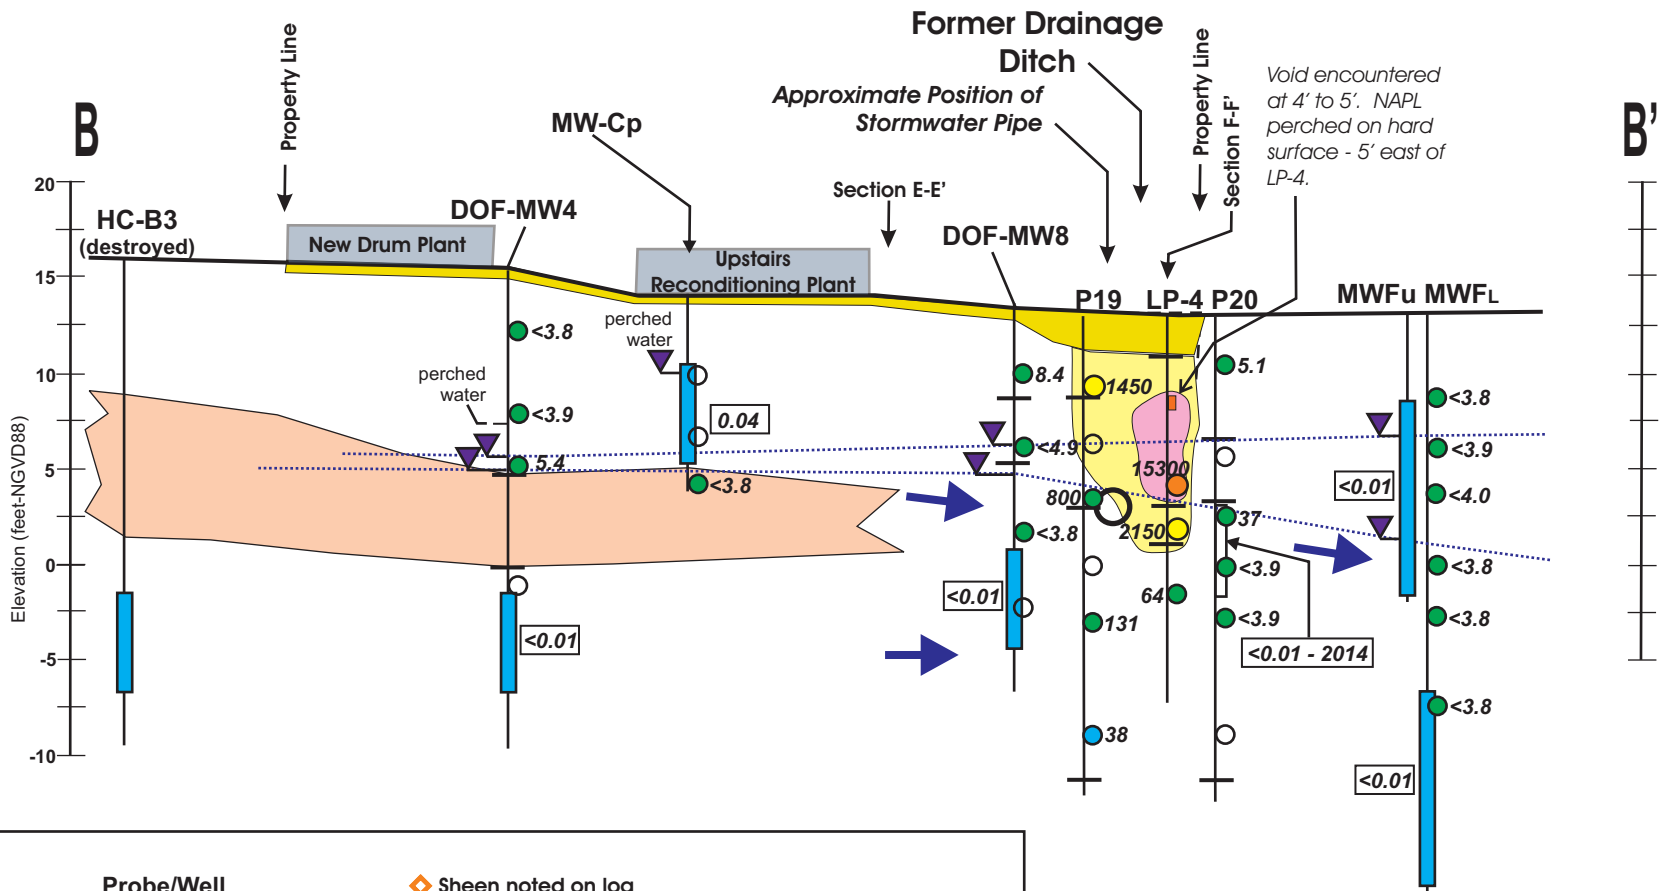 Former Drainage
Ditch
Approximate Position of
Stormwater Pipe
Property Line
Property Line
Section F-F'
Void encountered
at 4' to 5'.  NAPL
perched on hard
surface - 5' east of
LP-4.
B
B'
MW-Cp
Section E-E'
HC-B3
(destroyed)
DOF-MW4
DOF-MW8
New Drum Plant
Upstairs
Reconditioning Plant
P19
LP-4
P20
MWFu
MWFL
perched
water
perched
water
Elevation (feet-NGVD88)
20
15
10
5
0
-5
-10
<3.8
<3.9
5.4
<0.01
0.04
<3.8
8.4
<4.9
<3.8
<0.01
1450
800
131
38
15300
2150
64
5.1
37
<3.9
<3.9
<0.01 - 2014
<3.8
<3.9
<4.0
<3.8
<3.8
<3.8
<0.01
<0.01
Probe/Well
Sheen noted on log